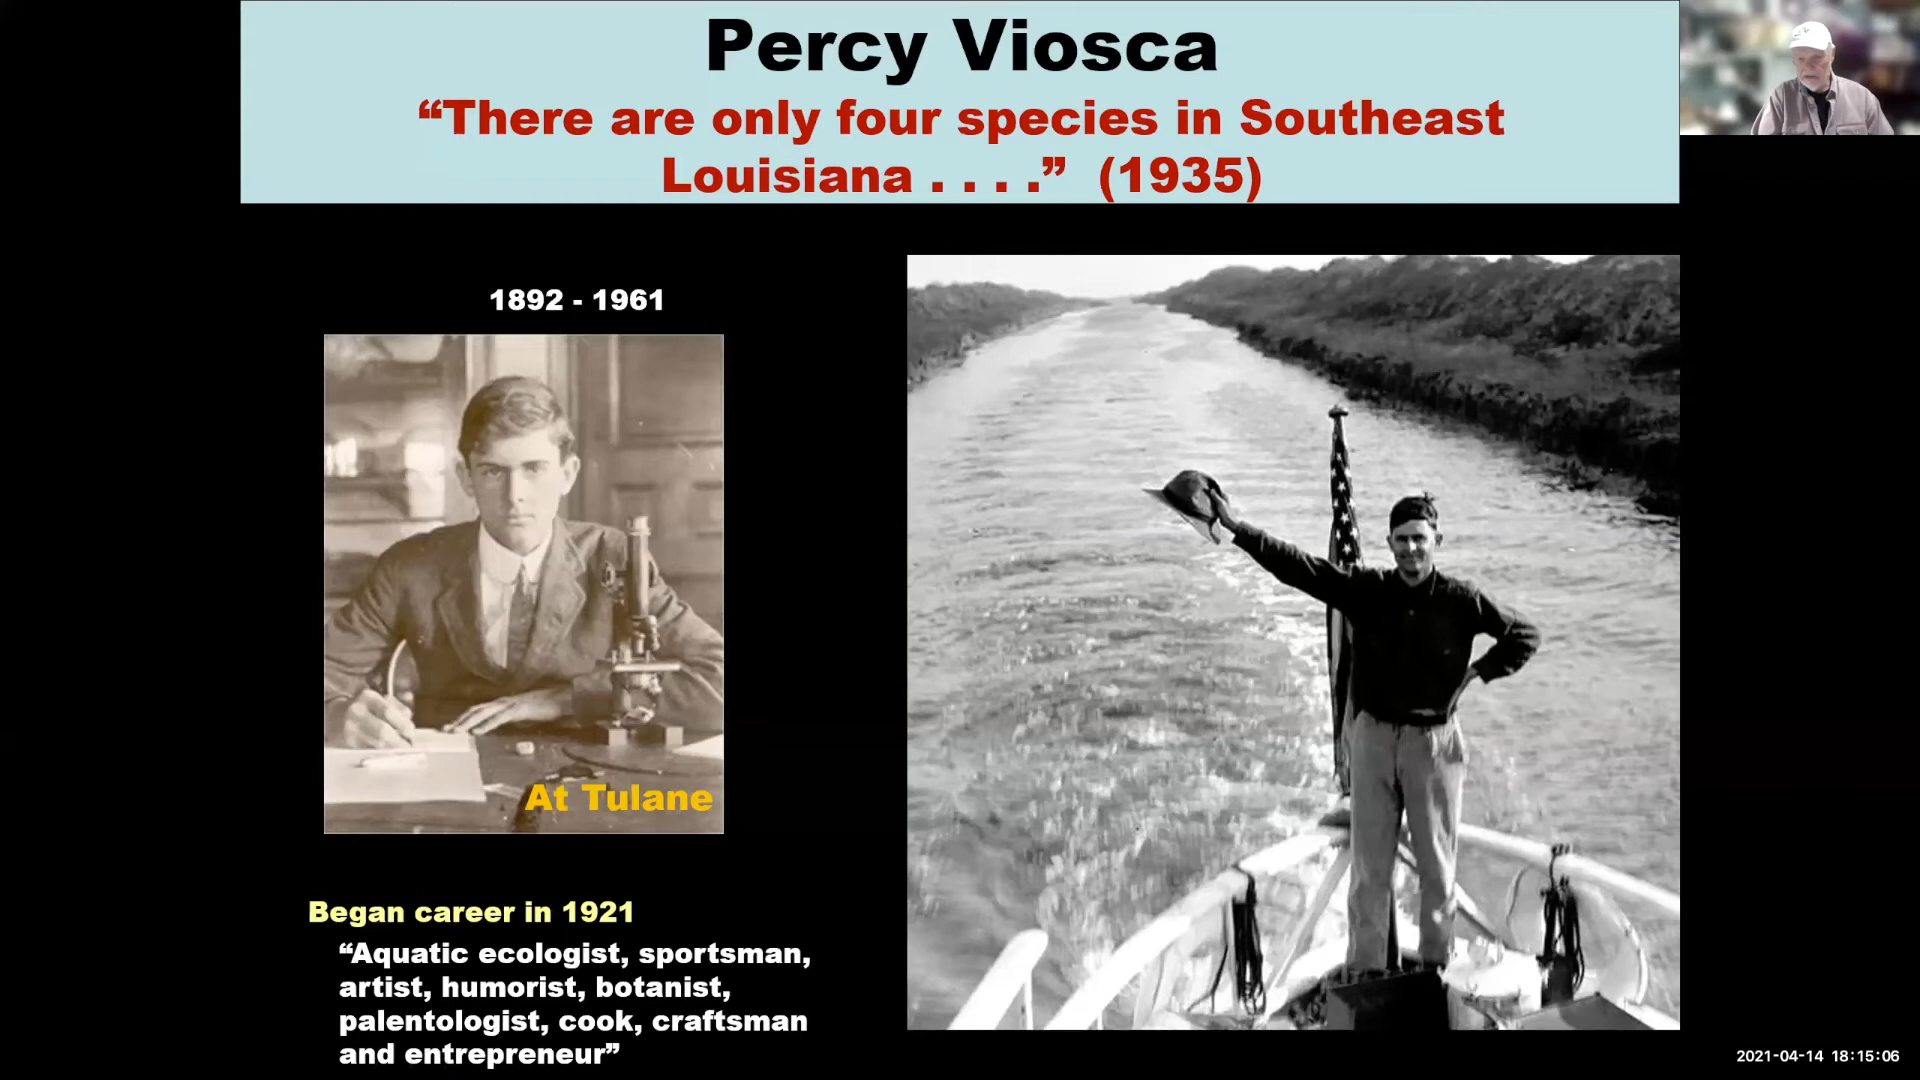 Percy Viosca
“There are only four species in Southeast
Louisiana . . . .” (1935)
1892 - 1961
At Tulane
Began career in 1921
“Aquatic ecologist, sportsman,
artist, humorist, botanist,
palentologist, cook, craftsman
and entrepreneur”
2021-04-14 18:15:06